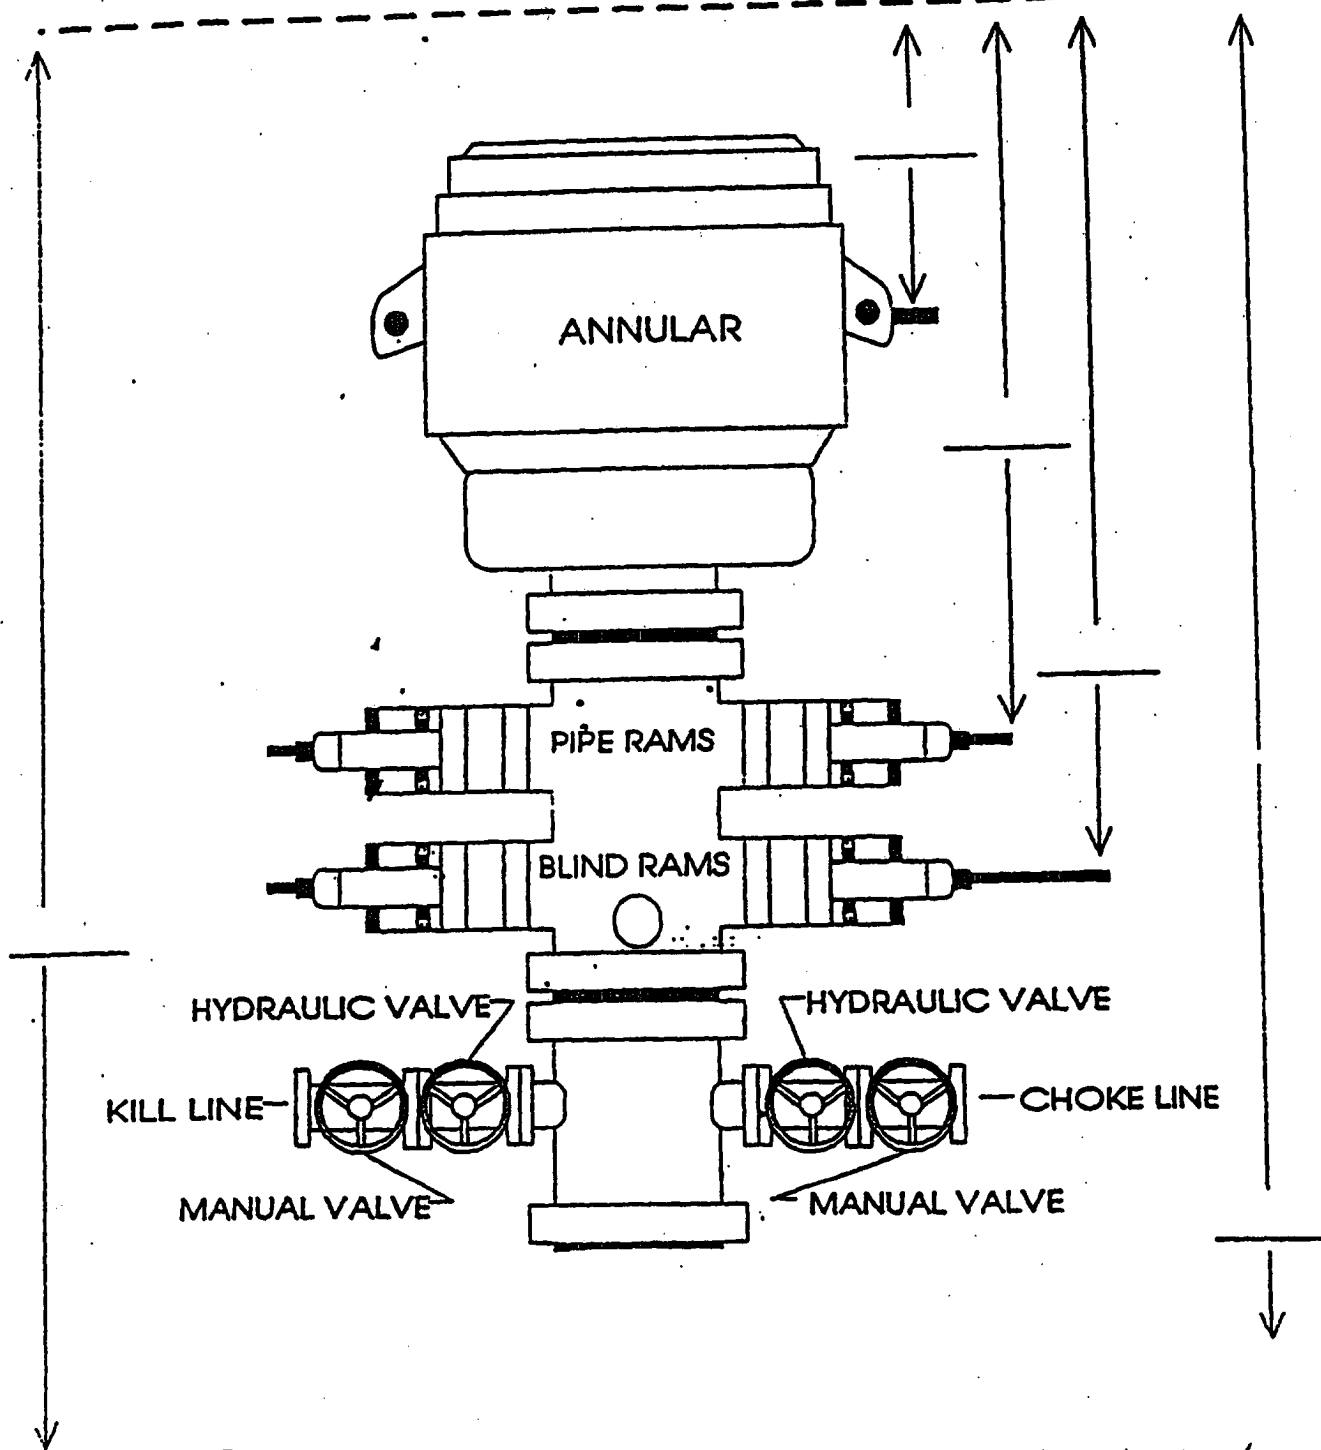 ANNULAR
PIPE RAMS
BLIND RAMS
HYDRAULIC VALVE
HYDRAULIC VALVE
KILL LINE
CHOKE LINE
MANUAL VALVE
MANUAL VALVE